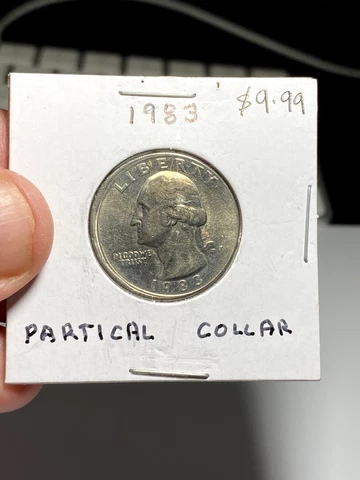 1983 $9.99
LIBERTY
IN GOD WE
TRUST
1983
PARTICAL COLLAR